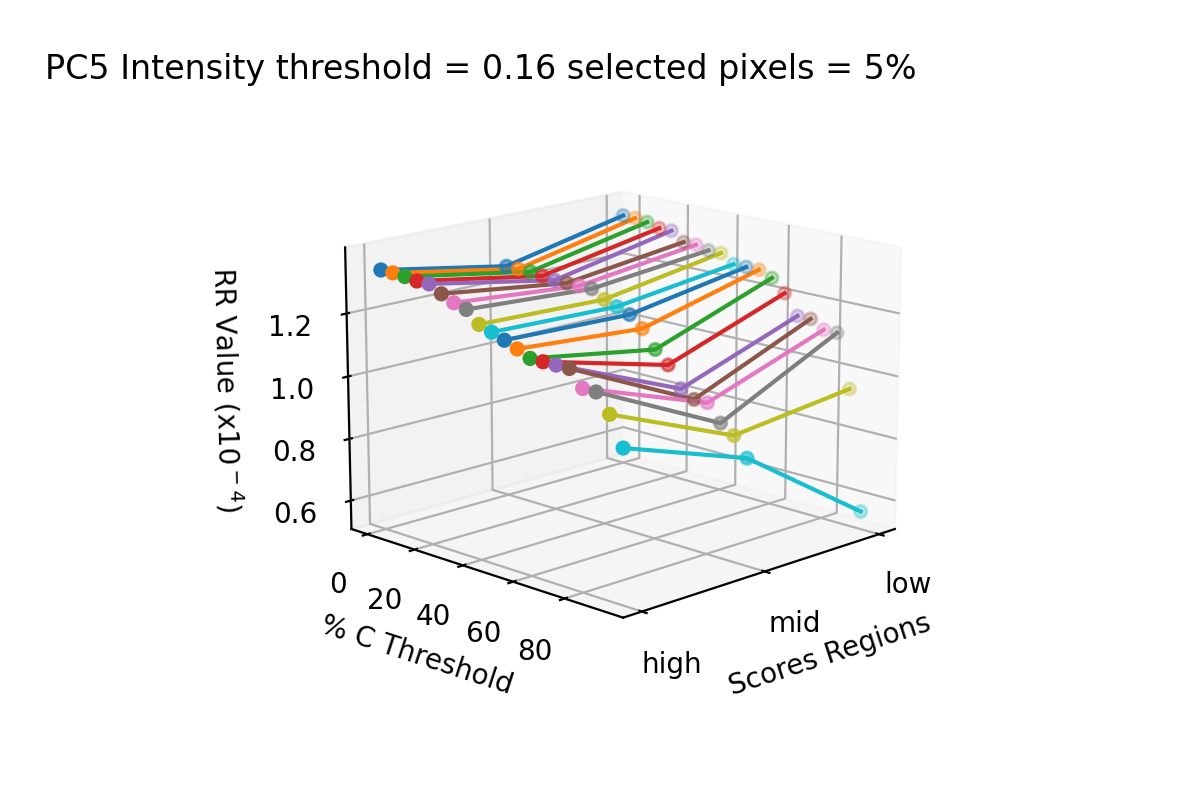 PC5 Intensity threshold = 0.16 selected pixels = 5%
RR Value (x10⁻⁴)
1.2
1.0
0.8
0.6
0
20
40
60
80
% C Threshold
high
mid
low
Scores Regions